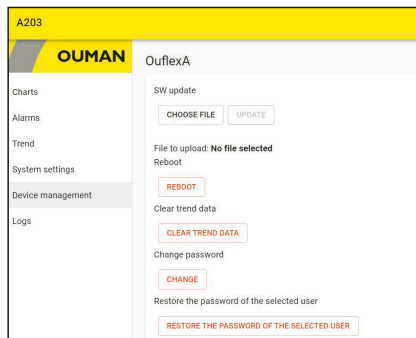 A203
OUMAN
Charts
Alarms
Trend
System settings
Device management
Logs
OuflexA
SW update
CHOOSE FILE UPDATE
File to upload: No file selected
Reboot
REBOOT
Clear trend data
CLEAR TREND DATA
Change password
CHANGE
Restore the password of the selected user
RESTORE THE PASSWORD OF THE SELECTED USER